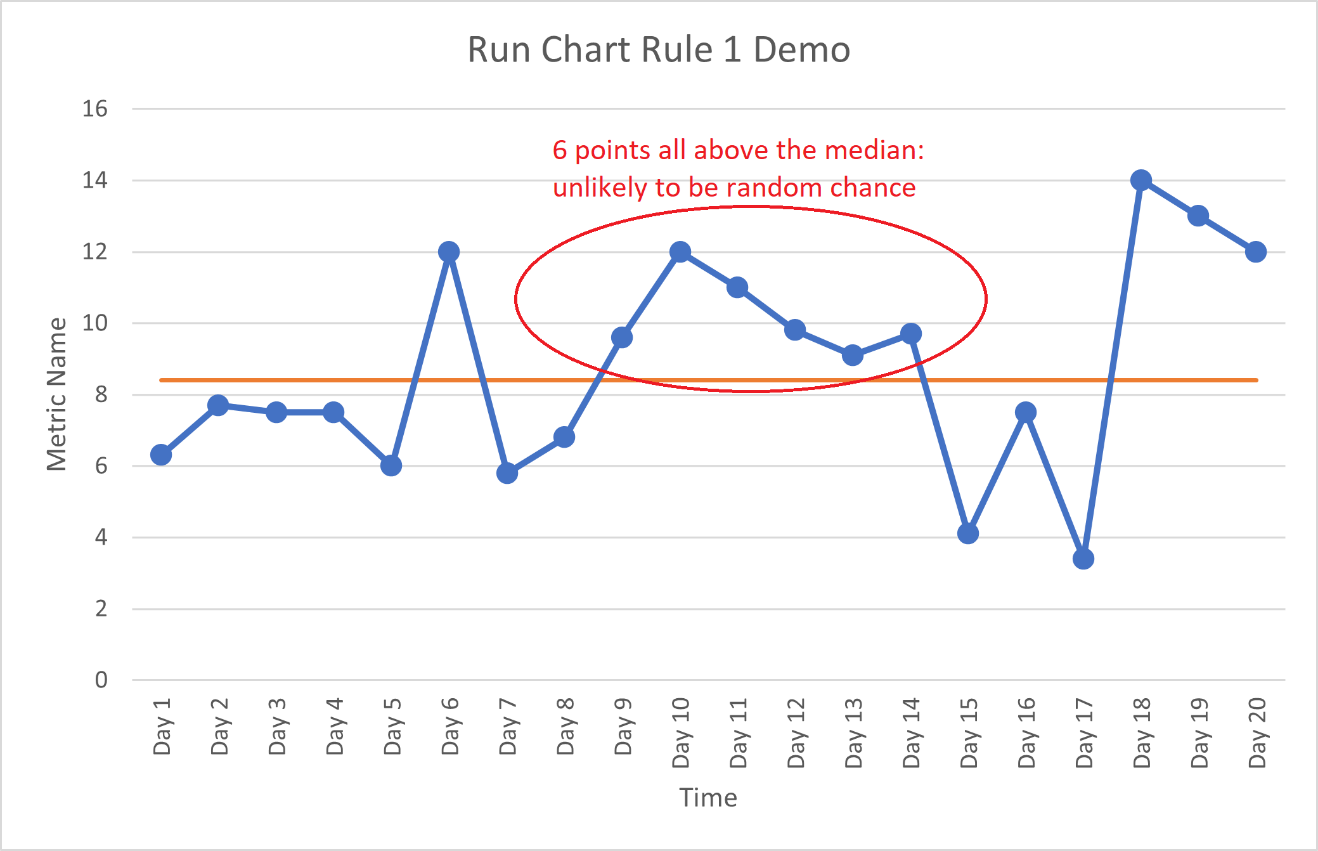 Run Chart Rule 1 Demo
16
6 points all above the median:
unlikely to be random chance
14
12
10
8
6
4
2
0
Metric Name
Day 1
Day 2
Day 3
Day 4
Day 5
Day 6
Day 7
Day 8
Day 9
Day 10
Day 11
Day 12
Day 13
Day 14
Day 15
Day 16
Day 17
Day 18
Day 19
Day 20
Time